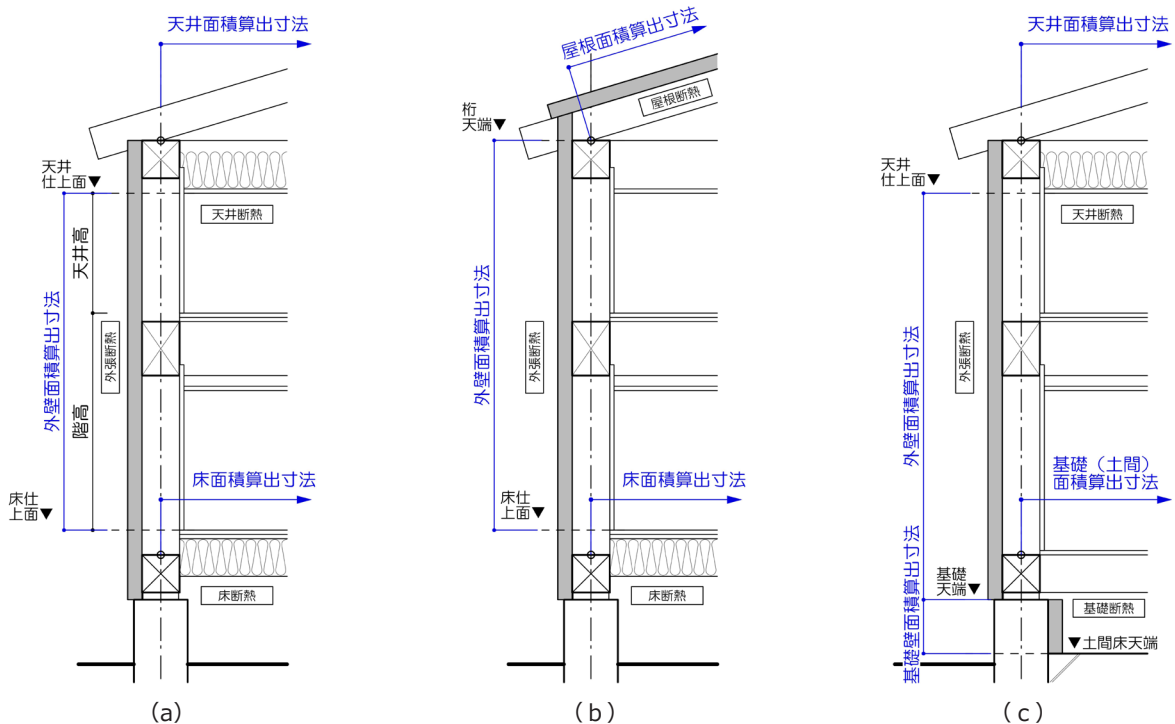 天井面積算出寸法
天井
仕上面▼
天井断熱
天井高
外壁面積算出寸法
外張断熱
階高
床面積算出寸法
床仕
上面▼
床断熱
(a)
屋根面積算出寸法
屋根断熱
桁
天端▼
外壁面積算出寸法
外張断熱
床面積算出寸法
床仕
上面▼
床断熱
(b)
天井面積算出寸法
天井
仕上面▼
天井断熱
外壁面積算出寸法
外張断熱
基礎(土間)
面積算出寸法
基礎壁面積算出寸法
基礎
天端▼
基礎断熱
▼土間床天端
(c)